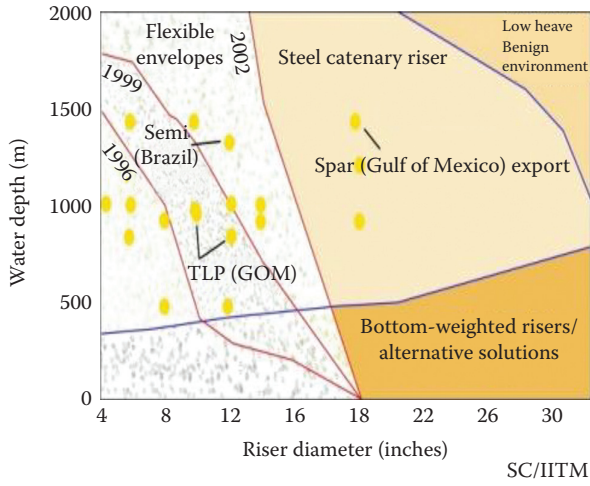 2000
1500
1000
500
0
Water depth (m)
Flexible
envelopes
2002
1999
1996
Semi
(Brazil)
TLP (GOM)
Steel catenary riser
Low heave
Benign
environment
Spar (Gulf of Mexico) export
Bottom-weighted risers/
alternative solutions
4 8 12 16 18 22 26 30
Riser diameter (inches)
SC/IITM